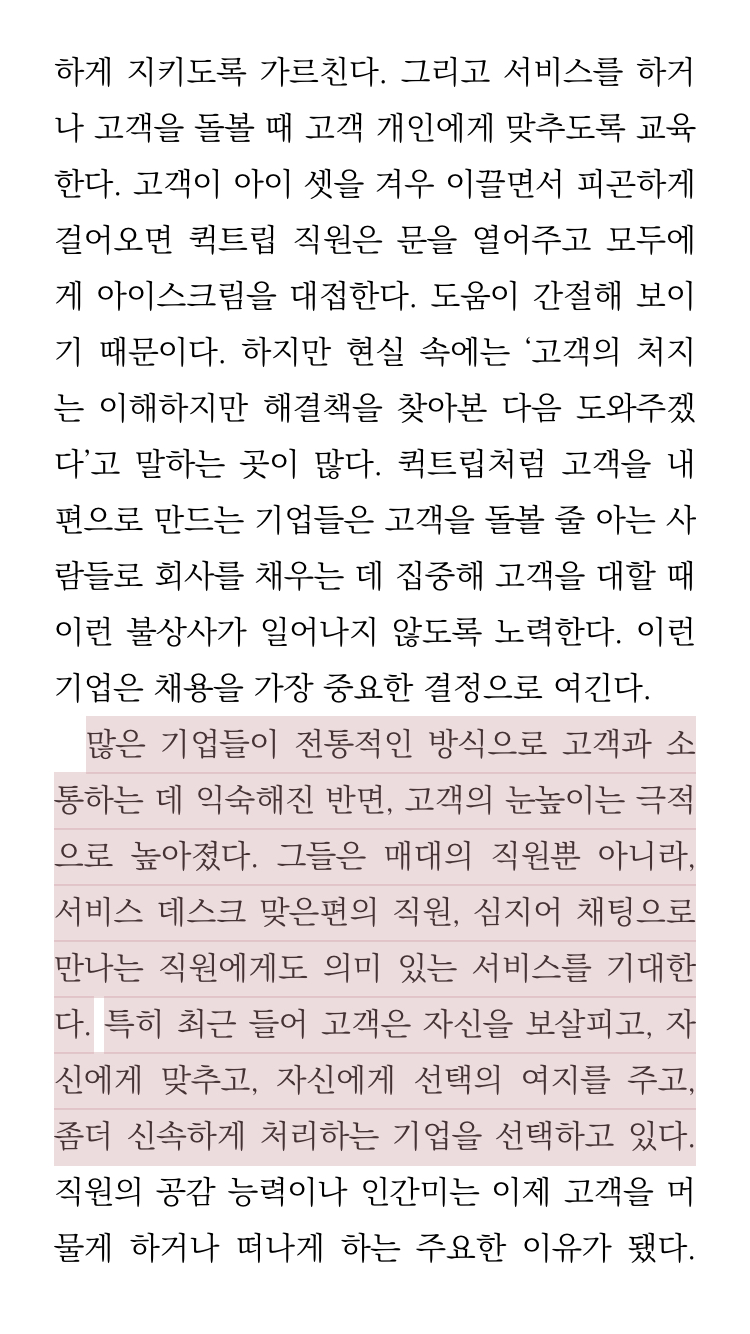 하게 지키도록 가르친다. 그리고 서비스를 하거
나 고객을 돌볼 때 고객 개인에게 맞추도록 교육
한다. 고객이 아이 셋을 겨우 이끌면서 피곤하게
걸어오면 퀵트립 직원은 문을 열어주고 모두에
게 아이스크림을 대접한다. 도움이 간절해 보이
기 때문이다. 하지만 현실 속에는 ‘고객의 처지
는 이해하지만 해결책을 찾아본 다음 도와주겠
다’고 말하는 곳이 많다. 퀵트립처럼 고객을 내
편으로 만드는 기업들은 고객을 돌볼 줄 아는 사
람들로 회사를 채우는 데 집중해 고객을 대할 때
이런 불상사가 일어나지 않도록 노력한다. 이런
기업은 채용을 가장 중요한 결정으로 여긴다.
많은 기업들이 전통적인 방식으로 고객과 소
통하는 데 익숙해진 반면, 고객의 눈높이는 극적
으로 높아졌다. 그들은 매대의 직원뿐 아니라,
서비스 데스크 맞은편의 직원, 심지어 채팅으로
만나는 직원에게도 의미 있는 서비스를 기대한
다. 특히 최근 들어 고객은 자신을 보살피고, 자
신에게 맞추고, 자신에게 선택의 여지를 주고,
좀더 신속하게 처리하는 기업을 선택하고 있다.
직원의 공감 능력이나 인간미는 이제 고객을 머
물게 하거나 떠나게 하는 주요한 이유가 됐다.